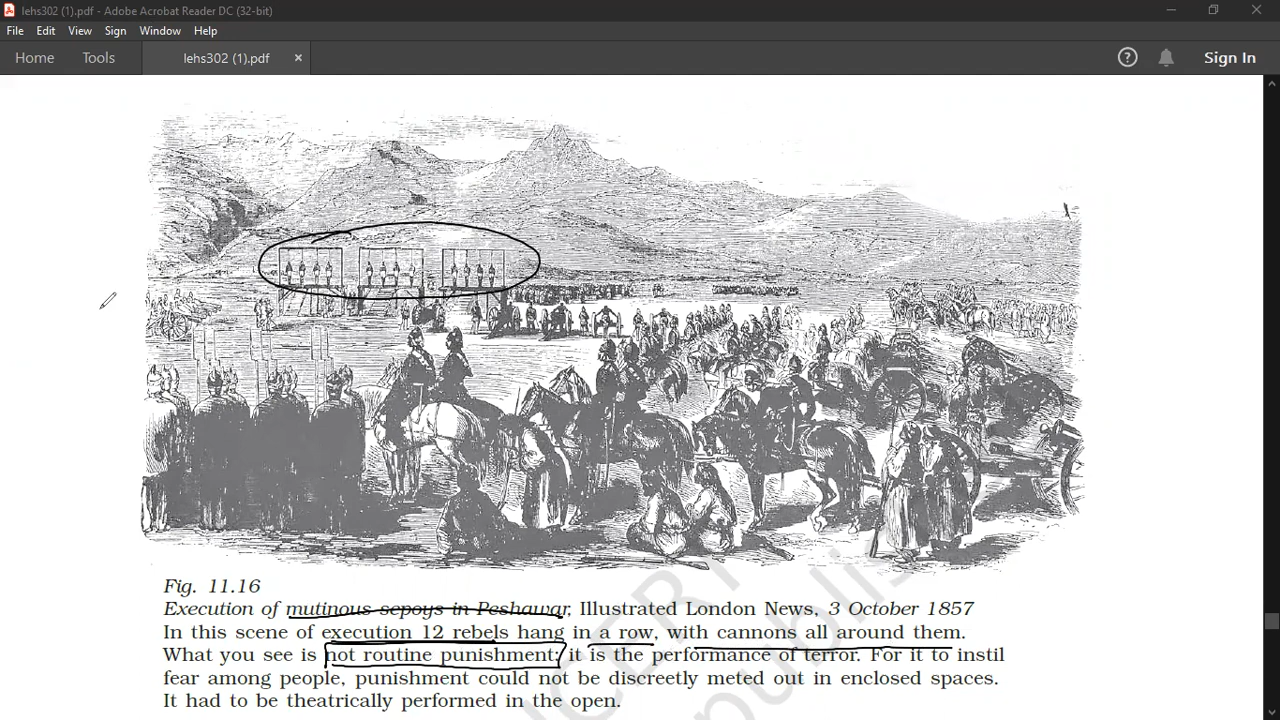 lehs302 (1).pdf - Adobe Acrobat Reader DC (32-bit)
File Edit View Sign Window Help
Home Tools lehs302 (1).pdf × ? Sign In
Fig. 11.16
Execution of mutinous sepoys in Peshawar, Illustrated London News, 3 October 1857
In this scene of execution 12 rebels hang in a row, with cannons all around them.
What you see is not routine punishment; it is the performance of terror. For it to instil
fear among people, punishment could not be discreetly meted out in enclosed spaces.
It had to be theatrically performed in the open.